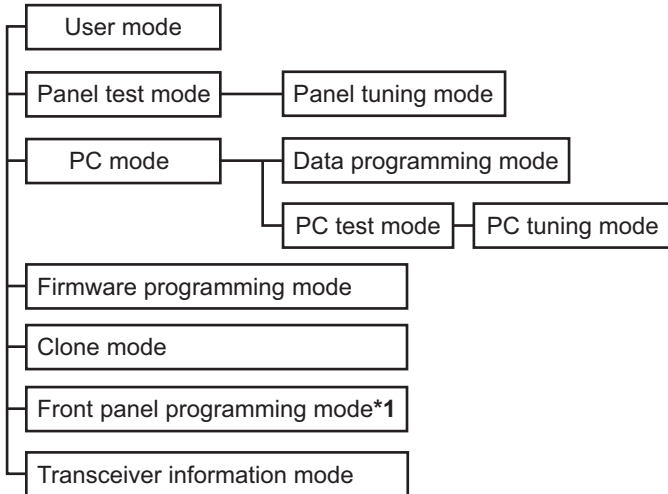 User mode
Panel test mode
Panel tuning mode
PC mode
Data programming mode
PC test mode
PC tuning mode
Firmware programming mode
Clone mode
Front panel programming mode*1
Transceiver information mode